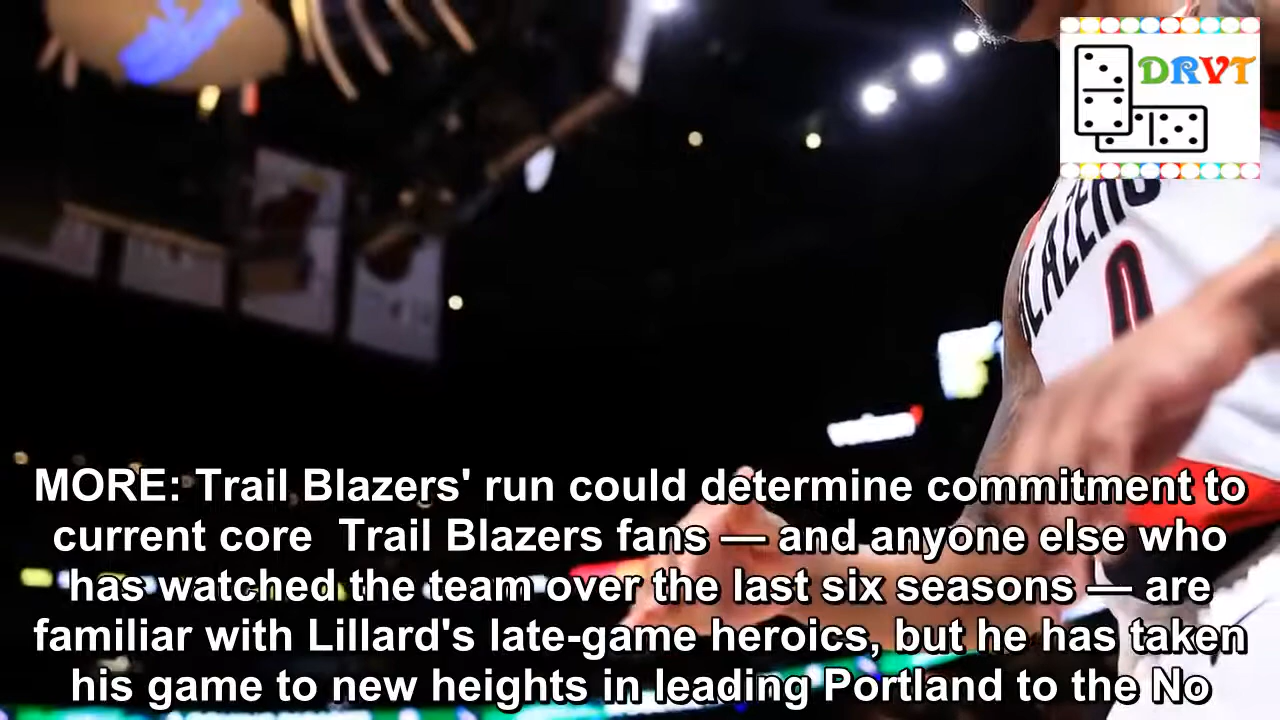 DRVT
BLAZERS
0
MORE: Trail Blazers' run could determine commitment to
current core  Trail Blazers fans — and anyone else who
has watched the team over the last six seasons — are
familiar with Lillard's late-game heroics, but he has taken
his game to new heights in leading Portland to the No